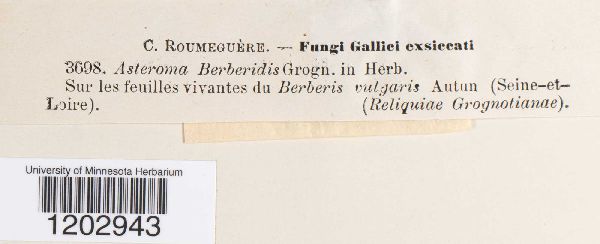 C. ROUMEGUÈRE. — Fungi Gallici exsiccati
3698. Asteroma Berberidis Grogn. in Herb.
Sur les feuilles vivantes du Berberis vulgaris Autun (Seine-et-
Loire). (Reliquiae Grognotianae).
University of Minnesota Herbarium
1202943